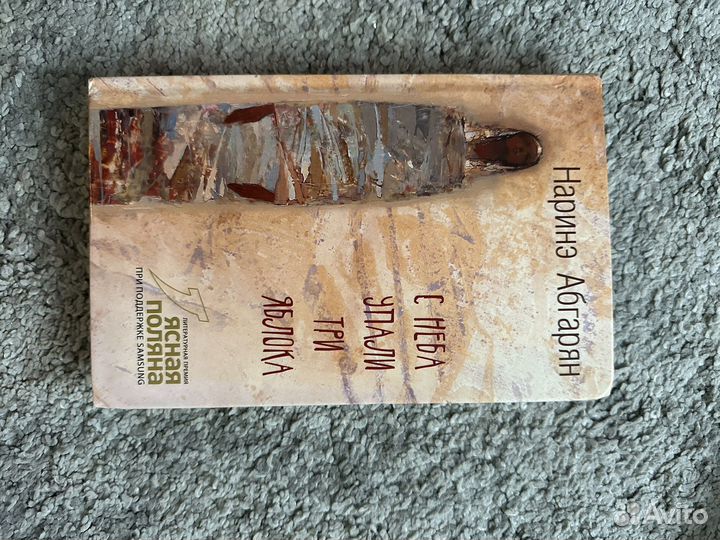 Наринэ Абгарян
С НЕБА
УПАЛИ
ТРИ
ЯБЛОКА
ЛИТЕРАТУРНАЯ ПРЕМИЯ
ЯСНАЯ
ПОЛЯНА
ПРИ ПОДДЕРЖКЕ SAMSUNG
Avito